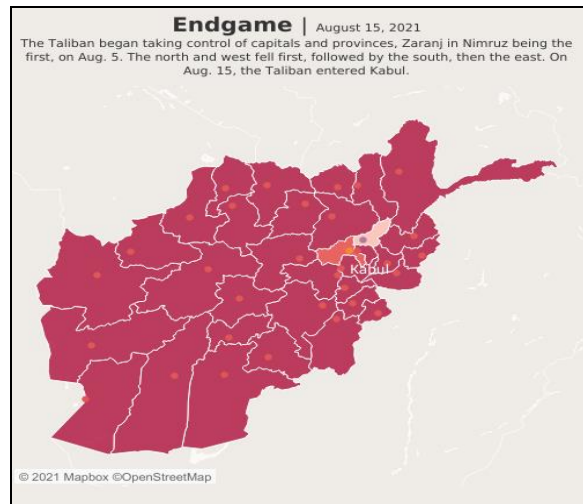 Endgame | August 15, 2021
The Taliban began taking control of capitals and provinces, Zaranj in Nimruz being the
first, on Aug. 5. The north and west fell first, followed by the south, then the east. On
Aug. 15, the Taliban entered Kabul.
Kabul
© 2021 Mapbox ©OpenStreetMap